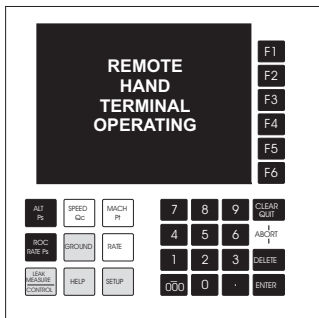 REMOTE
HAND
TERMINAL
OPERATING
F1
F2
F3
F4
F5
F6
ALT
Ps
SPEED
Qc
MACH
Pt
ROC
RATE Ps
GROUND
RATE
LEAK
MEASURE
CONTROL
HELP
SETUP
7 8 9 CLEAR
QUIT
4 5 6 ABORT
1 2 3 DELETE
000 0 . ENTER